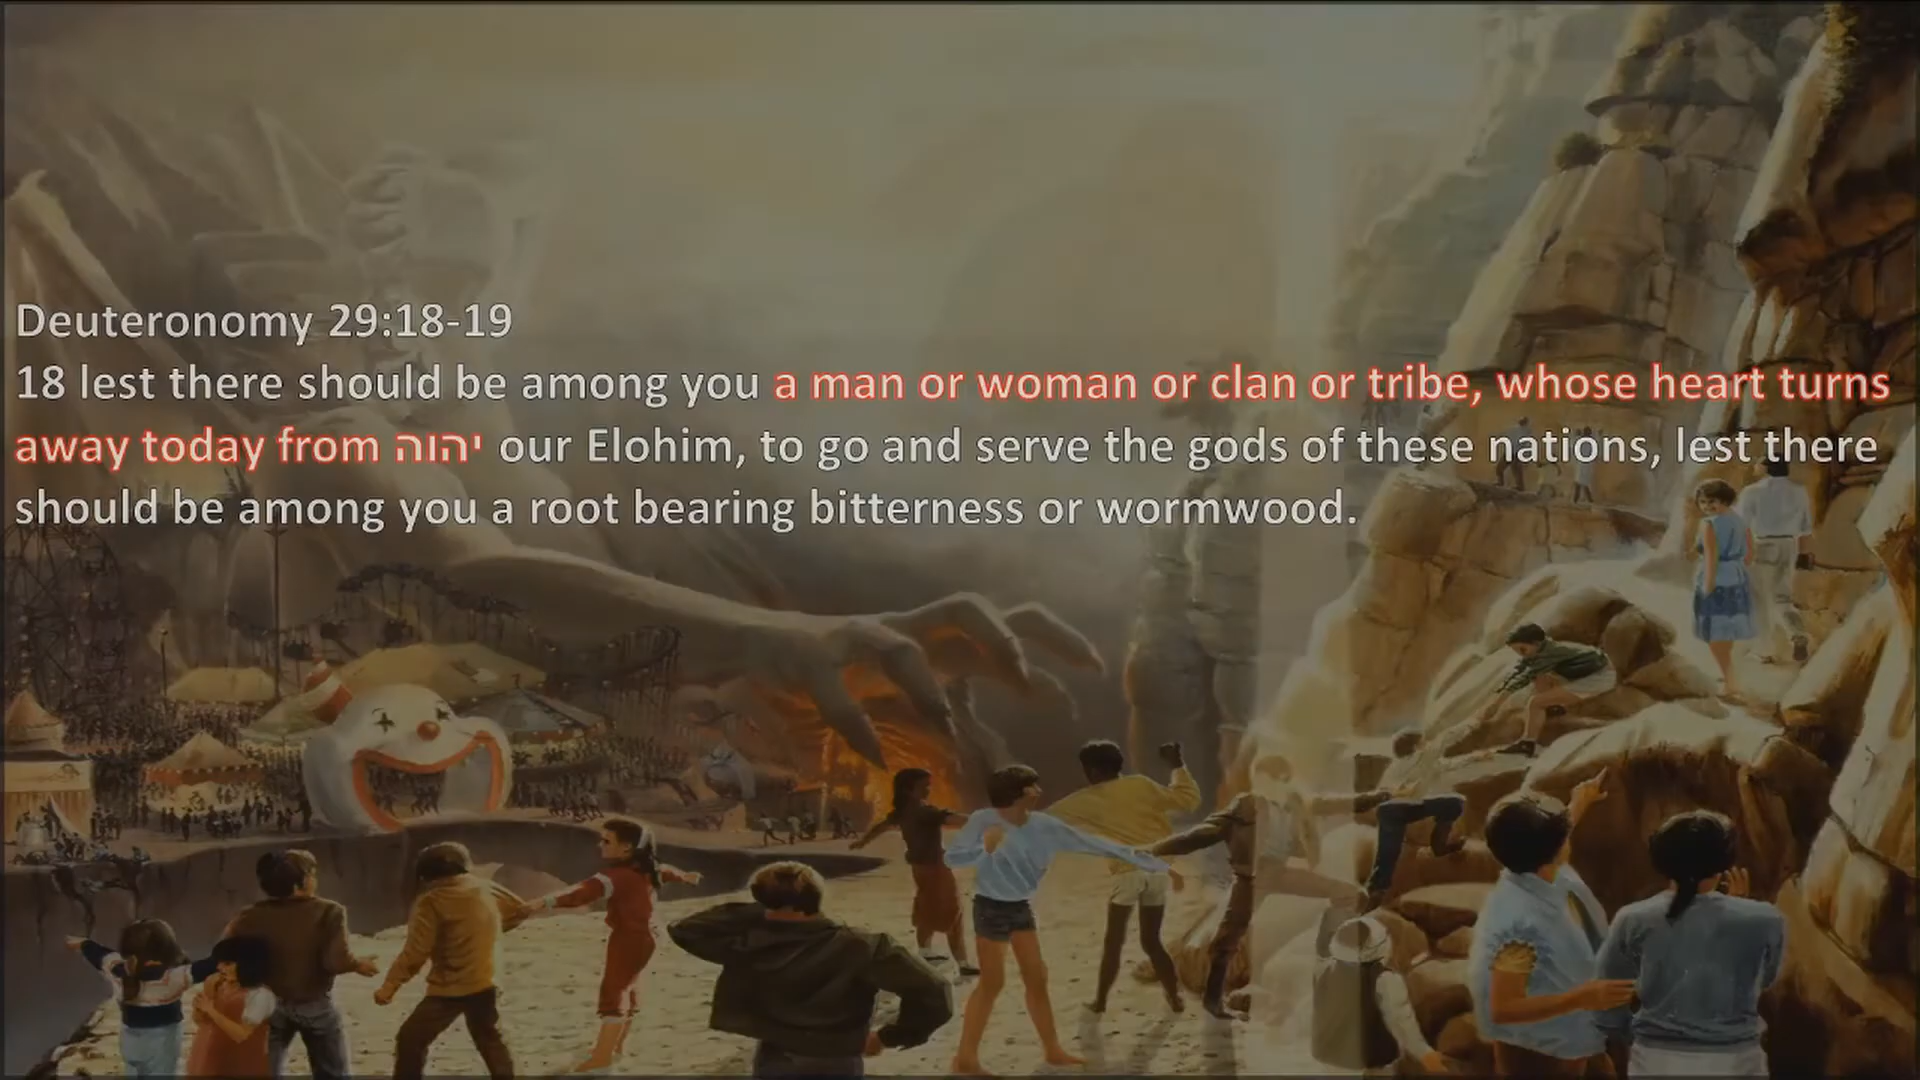 Deuteronomy 29:18-19
18 lest there should be among you a man or woman or clan or tribe, whose heart turns
away today from יהוה our Elohim, to go and serve the gods of these nations, lest there
should be among you a root bearing bitterness or wormwood.